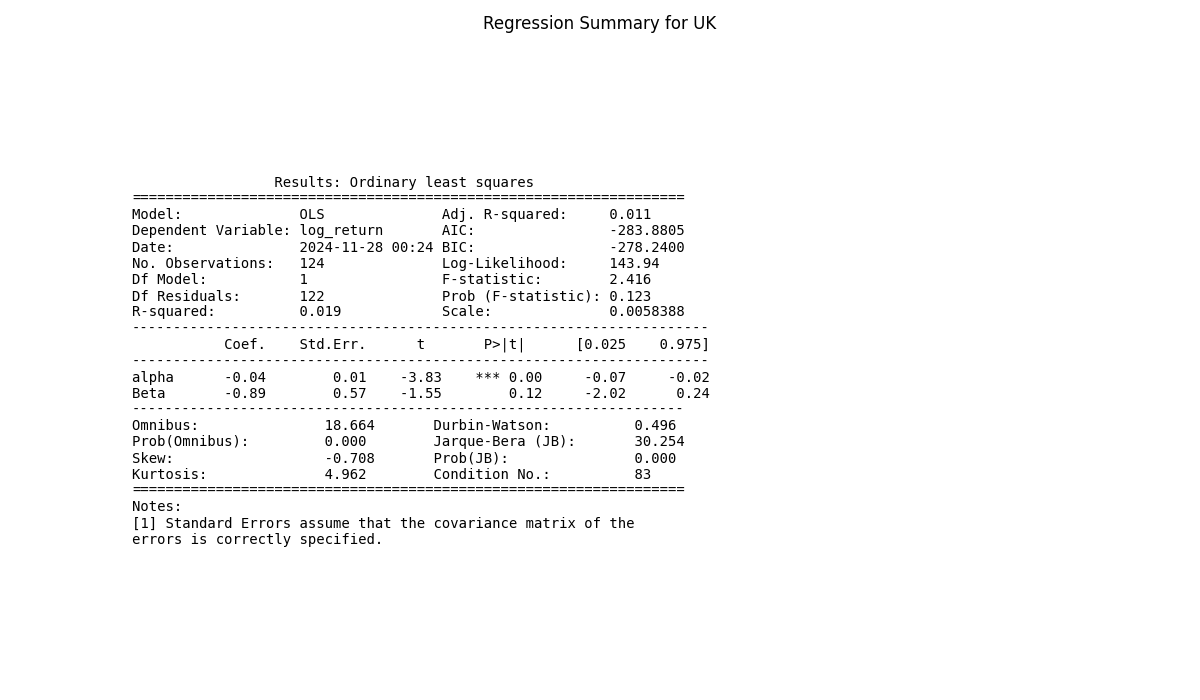 Regression Summary for UK
Results: Ordinary least squares
==================================================================
Model:              OLS              Adj. R-squared:     0.011
Dependent Variable: log_return       AIC:                -283.8805
Date:               2024-11-28 00:24 BIC:                -278.2400
No. Observations:   124              Log-Likelihood:     143.94
Df Model:           1                F-statistic:        2.416
Df Residuals:       122              Prob (F-statistic): 0.123
R-squared:          0.019            Scale:              0.0058388
---------------------------------------------------------------------
           Coef.    Std.Err.      t       P>|t|      [0.025    0.975]
---------------------------------------------------------------------
alpha      -0.04        0.01    -3.83    *** 0.00     -0.07     -0.02
Beta       -0.89        0.57    -1.55        0.12     -2.02      0.24
------------------------------------------------------------------
Omnibus:               18.664       Durbin-Watson:          0.496
Prob(Omnibus):         0.000        Jarque-Bera (JB):       30.254
Skew:                  -0.708       Prob(JB):               0.000
Kurtosis:              4.962        Condition No.:          83
==================================================================
Notes:
[1] Standard Errors assume that the covariance matrix of the
errors is correctly specified.